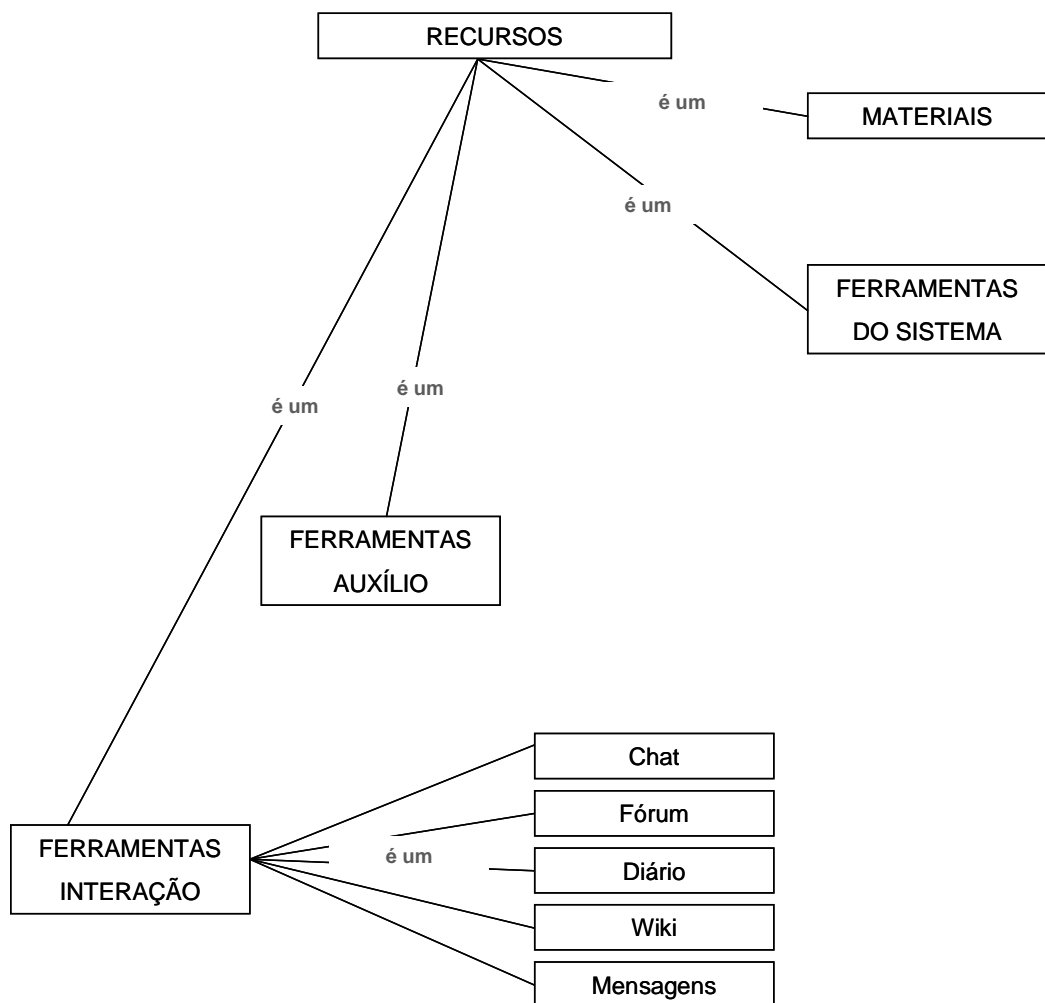 RECURSOS
é um
MATERIAIS
é um
FERRAMENTAS
DO SISTEMA
é um
é um
FERRAMENTAS
AUXÍLIO
Chat
Fórum
FERRAMENTAS
INTERAÇÃO
é um
Diário
Wiki
Mensagens